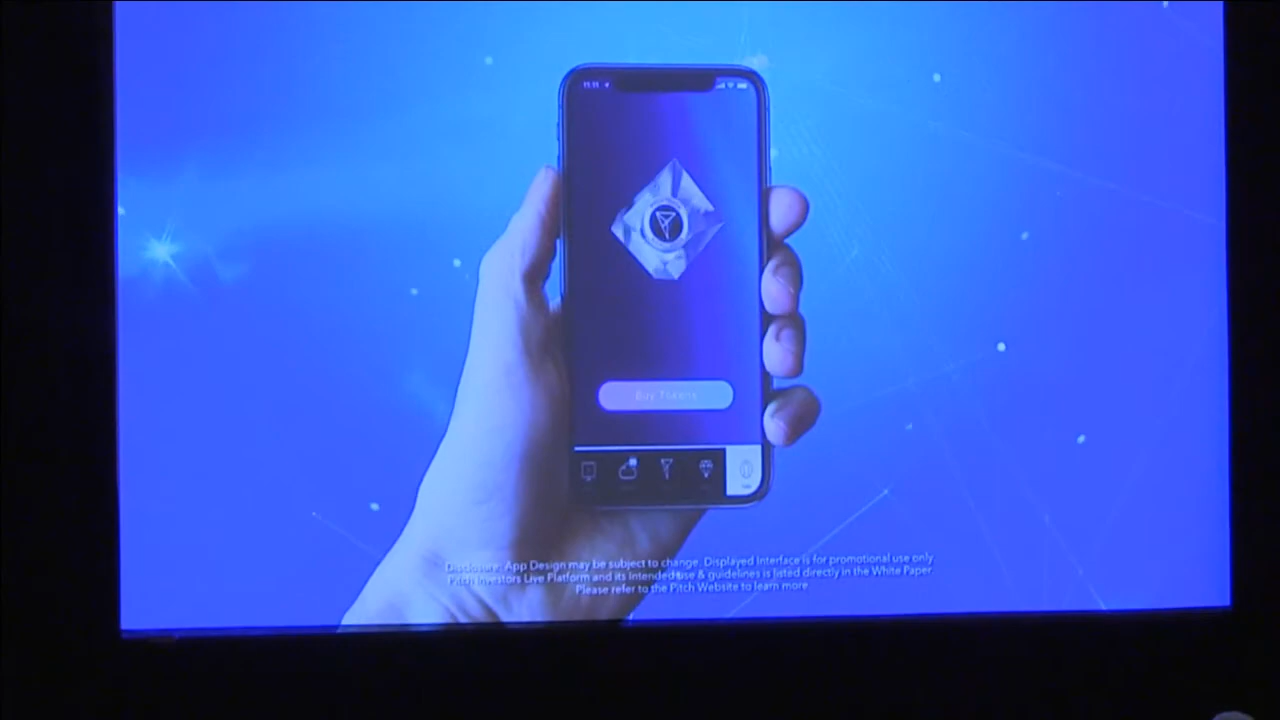 11:11
Buy Tokens
Disclosure: App Design may be subject to change. Displayed Interface is for promotional use only.
Pitch Investors Live Platform and its Intended use & guidelines is listed directly in the White Paper.
Please refer to the Pitch Website to learn more.